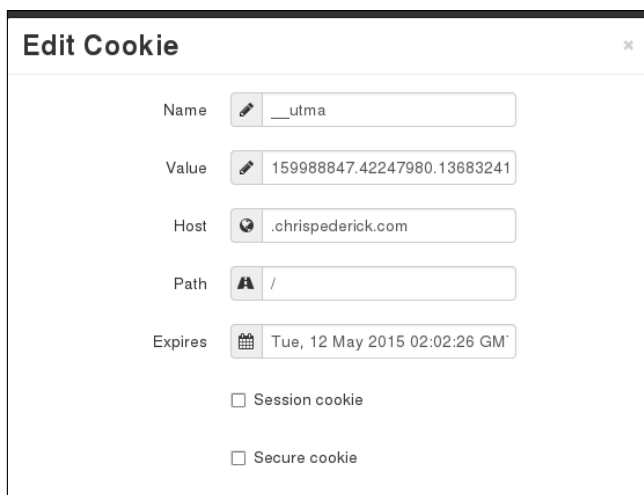 Edit Cookie ×
Name __utma
Value 159988847.42247980.13683241
Host .chrispederick.com
Path /
Expires Tue, 12 May 2015 02:02:26 GM
Session cookie
Secure cookie